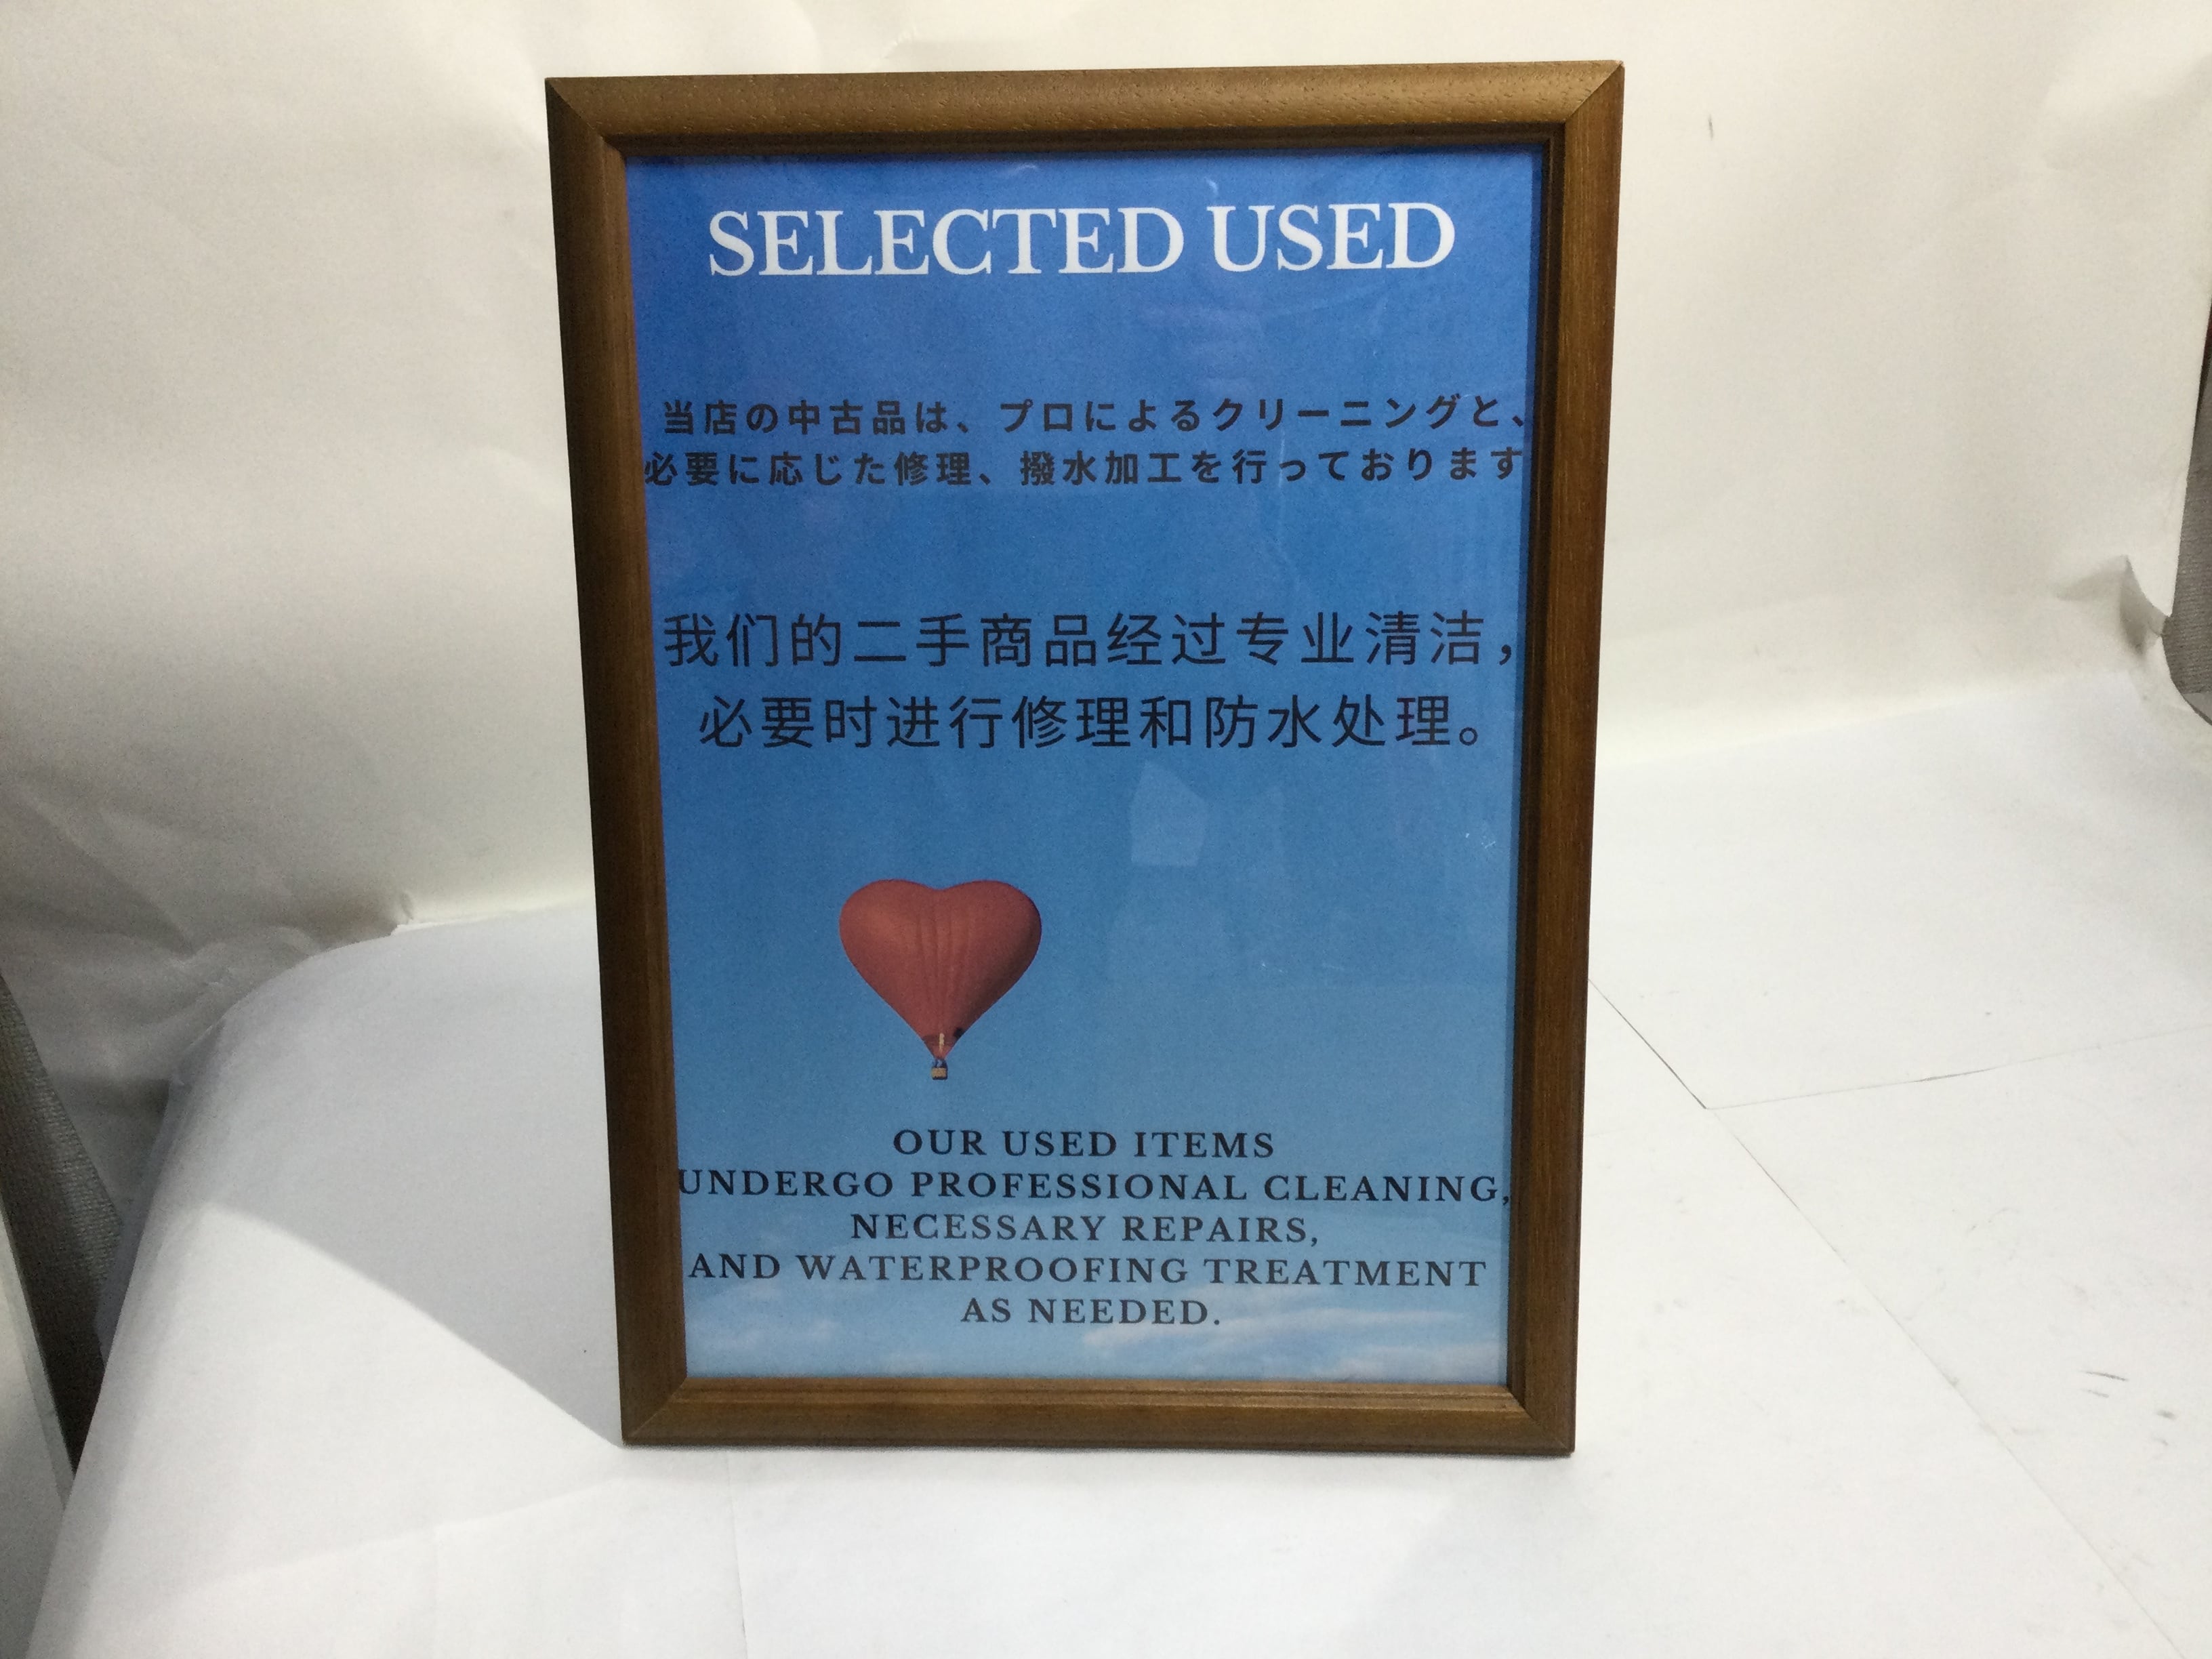 SELECTED USED
当店の中古品は、プロによるクリーニングと、
必要に応じた修理、撥水加工を行っております
我们的二手商品经过专业清洁，
必要时进行修理和防水处理。
OUR USED ITEMS
UNDERGO PROFESSIONAL CLEANING,
NECESSARY REPAIRS,
AND WATERPROOFING TREATMENT
AS NEEDED.